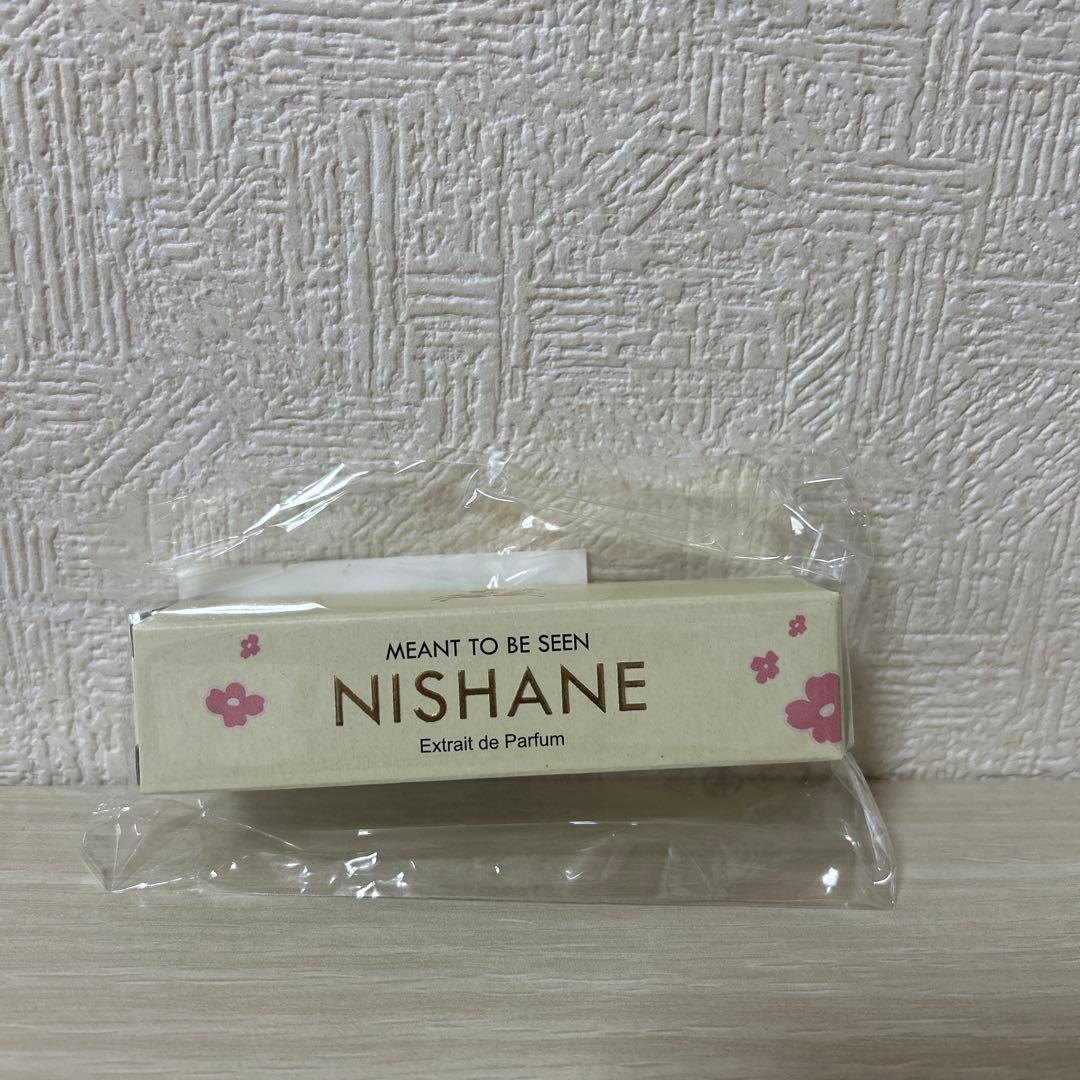 MEANT TO BE SEEN
NISHANE
Extrait de Parfum